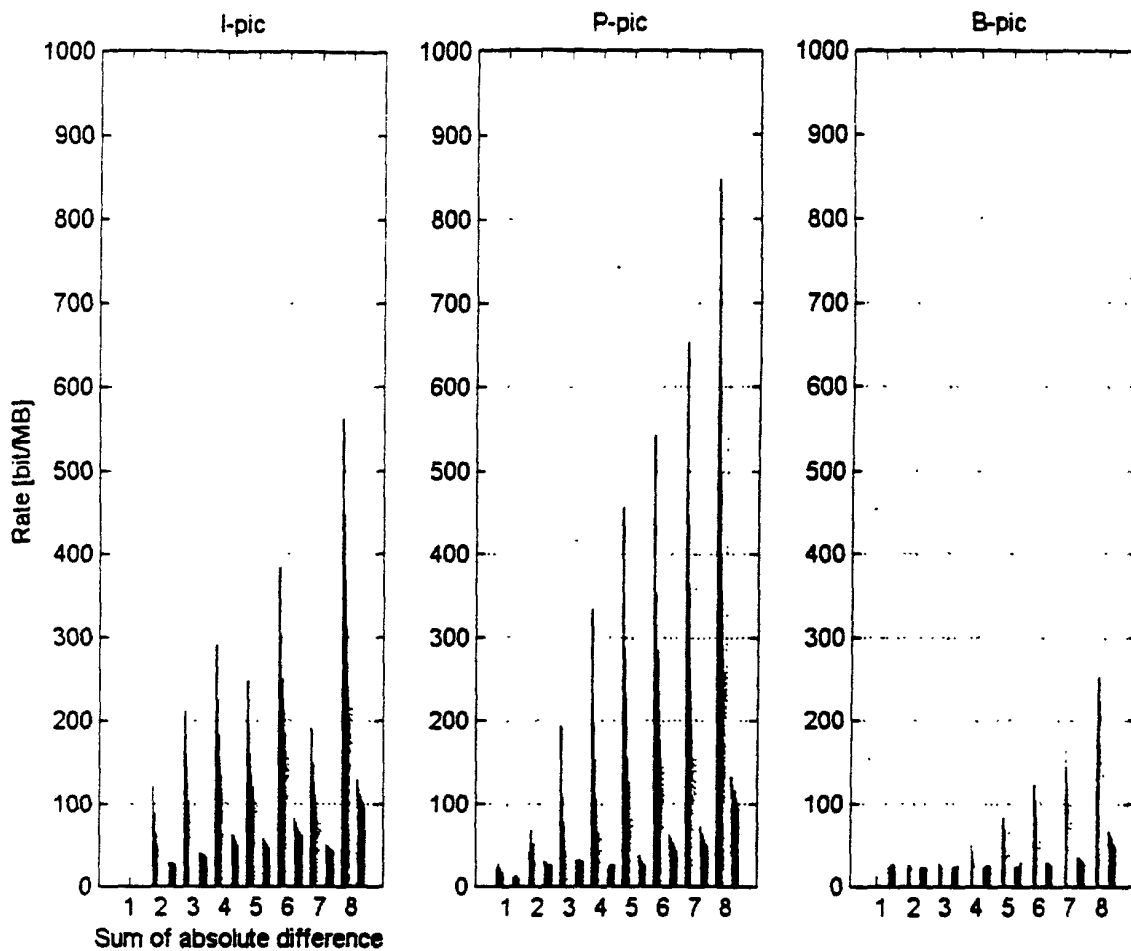 I-pic P-pic B-pic
1000 1000 1000
900 900 900
800 800 800
700 700 700
600 600 600
500 500 500
400 400 400
300 300 300
200 200 200
100 100 100
0 0 0
Rate [bit/MB]
1 2 3 4 5 6 7 8 1 2 3 4 5 6 7 8 1 2 3 4 5 6 7 8
Sum of absolute difference